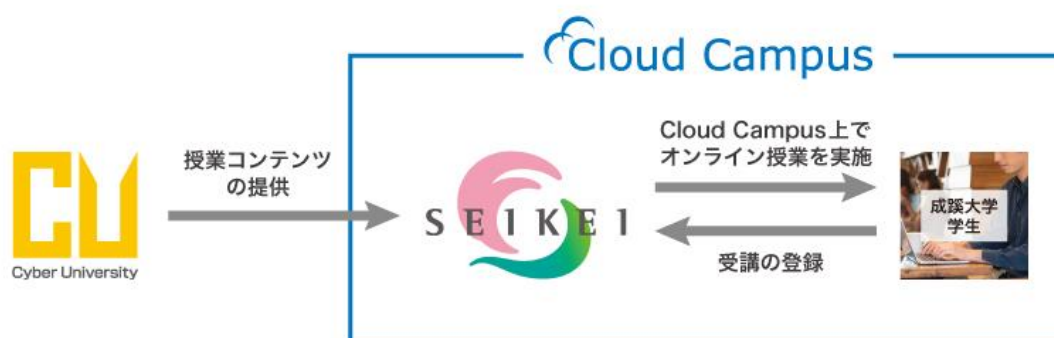 Cloud Campus
CU
Cyber University
授業コンテンツ
の提供
SEIKEI
Cloud Campus上で
オンライン授業を実施
受講の登録
成蹊大学
学生